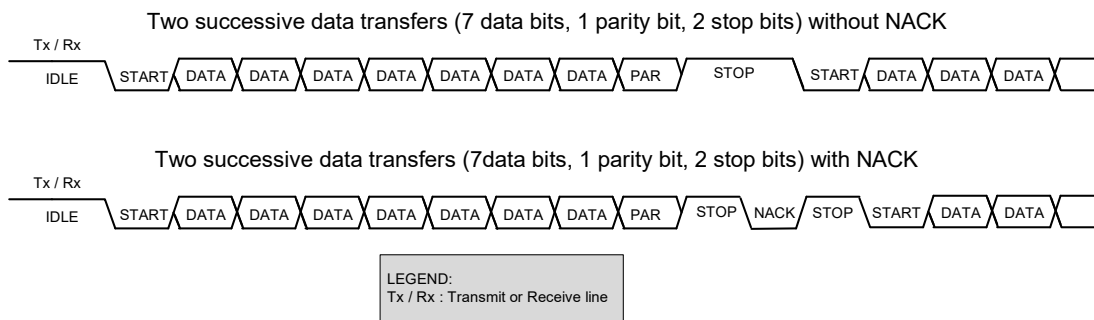 Two successive data transfers (7 data bits, 1 parity bit, 2 stop bits) without NACK
Tx / Rx
IDLE START DATA DATA DATA DATA DATA DATA DATA PAR STOP START DATA DATA DATA
Two successive data transfers (7data bits, 1 parity bit, 2 stop bits) with NACK
Tx / Rx
IDLE START DATA DATA DATA DATA DATA DATA DATA PAR STOP NACK STOP START DATA DATA
LEGEND:
Tx / Rx : Transmit or Receive line